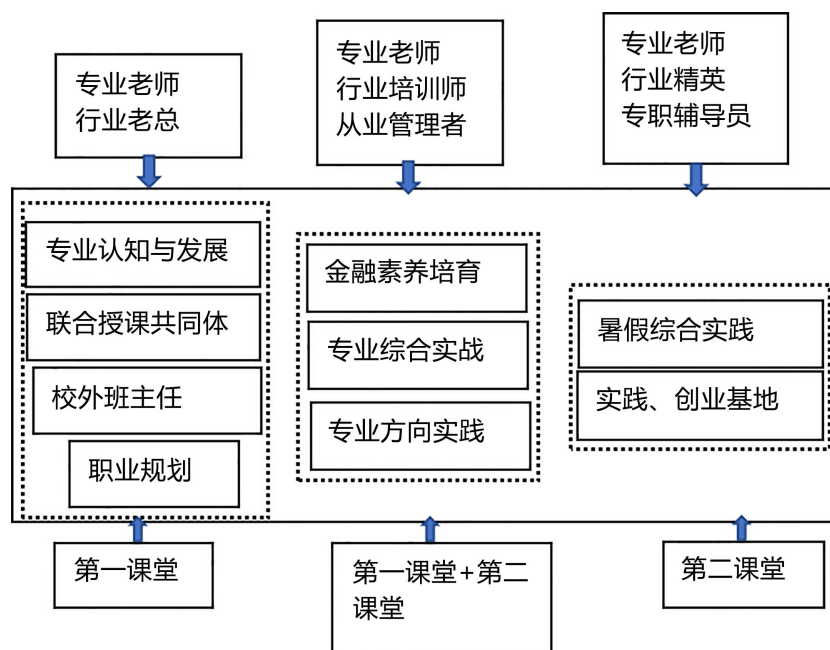 专业老师
行业老总
专业老师
行业培训师
从业管理者
专业老师
行业精英
专职辅导员
专业认知与发展
联合授课共同体
校外班主任
职业规划
金融素养培育
专业综合实战
专业方向实践
暑假综合实践
实践、创业基地
第一课堂
第一课堂+第二
课堂
第二课堂